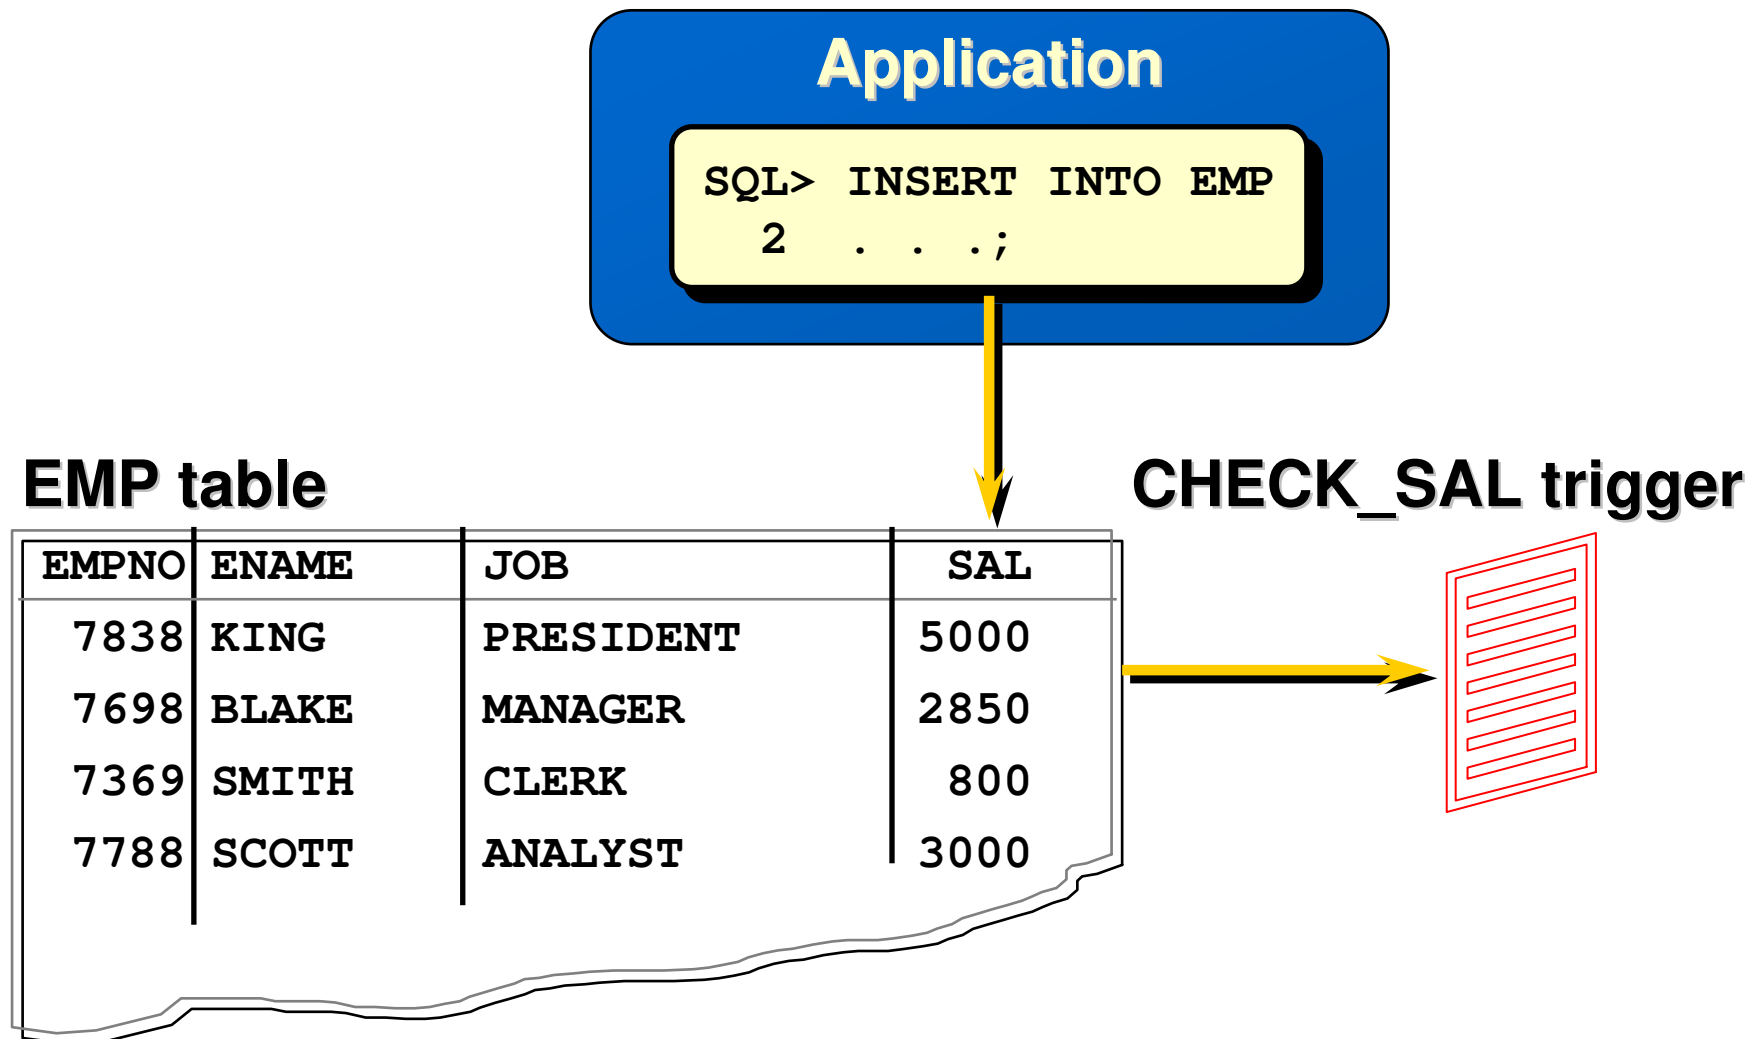 Application
SQL> INSERT INTO EMP
2 . . .;
EMP table
CHECK_SAL trigger
EMPNO ENAME JOB SAL
7838 KING PRESIDENT 5000
7698 BLAKE MANAGER 2850
7369 SMITH CLERK 800
7788 SCOTT ANALYST 3000